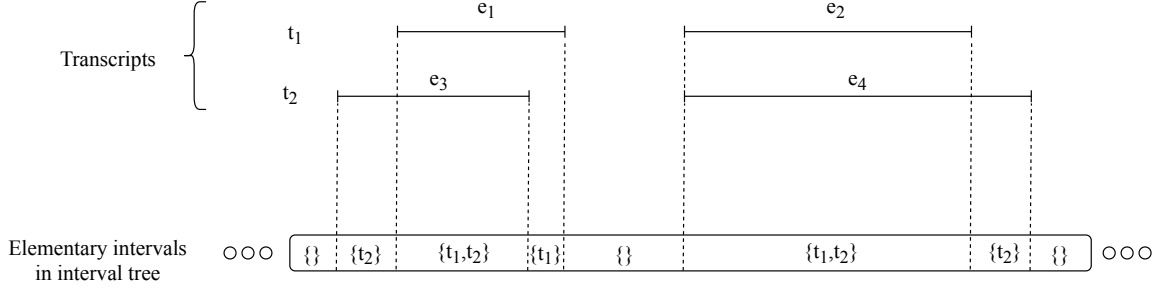 e1 e2
t1
Transcripts
e3 e4
t2
Elementary intervals
in interval tree
{} {t2} {t1,t2} {t1} {} {t1,t2} {t2} {}